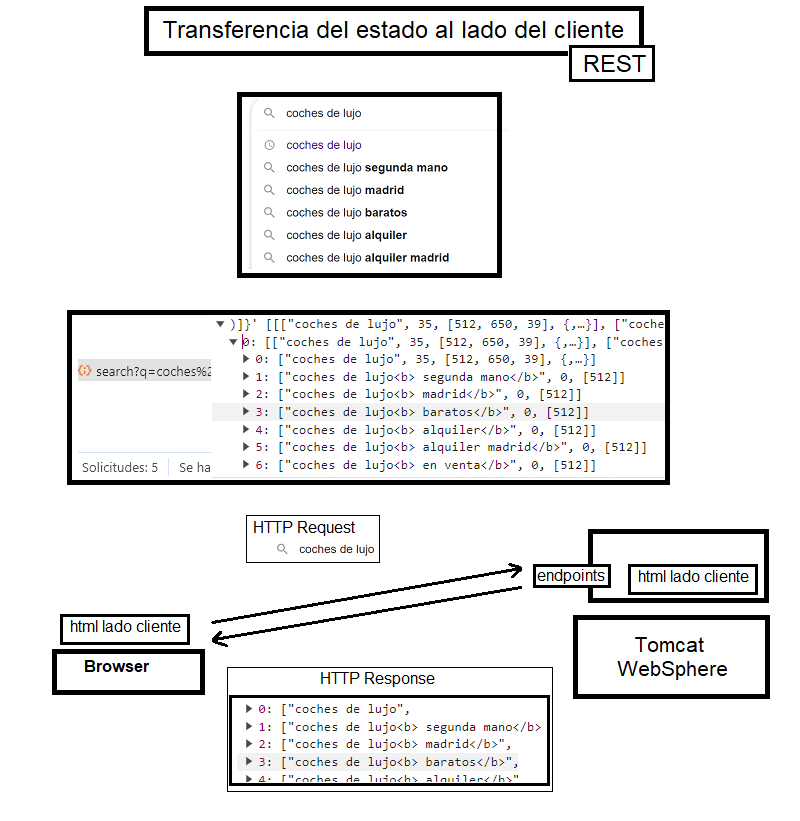 Transferencia del estado al lado del cliente
REST
coches de lujo
coches de lujo
coches de lujo segunda mano
coches de lujo madrid
coches de lujo baratos
coches de lujo alquiler
coches de lujo alquiler madrid
▼ )]}' [[["coches de lujo", 35, [512, 650, 39], {,…}], ["coche
▼ 0: [["coches de lujo", 35, [512, 650, 39], {,…}], ["coches
▶ 0: ["coches de lujo", 35, [512, 650, 39], {,…}]
▶ 1: ["coches de lujo<b> segunda mano</b>", 0, [512]]
▶ 2: ["coches de lujo<b> madrid</b>", 0, [512]]
▶ 3: ["coches de lujo<b> baratos</b>", 0, [512]]
▶ 4: ["coches de lujo<b> alquiler</b>", 0, [512]]
▶ 5: ["coches de lujo<b> alquiler madrid</b>", 0, [512]]
▶ 6: ["coches de lujo<b> en venta</b>", 0, [512]]
search?q=coches%2
Solicitudes: 5 Se ha
HTTP Request
coches de lujo
endpoints
html lado cliente
html lado cliente
Browser
Tomcat
WebSphere
HTTP Response
▶ 0: ["coches de lujo",
▶ 1: ["coches de lujo<b> segunda mano</b>
▶ 2: ["coches de lujo<b> madrid</b>",
▶ 3: ["coches de lujo<b> baratos</b>",
▶ 4: ["coches de lujo<b> alquiler</b>"